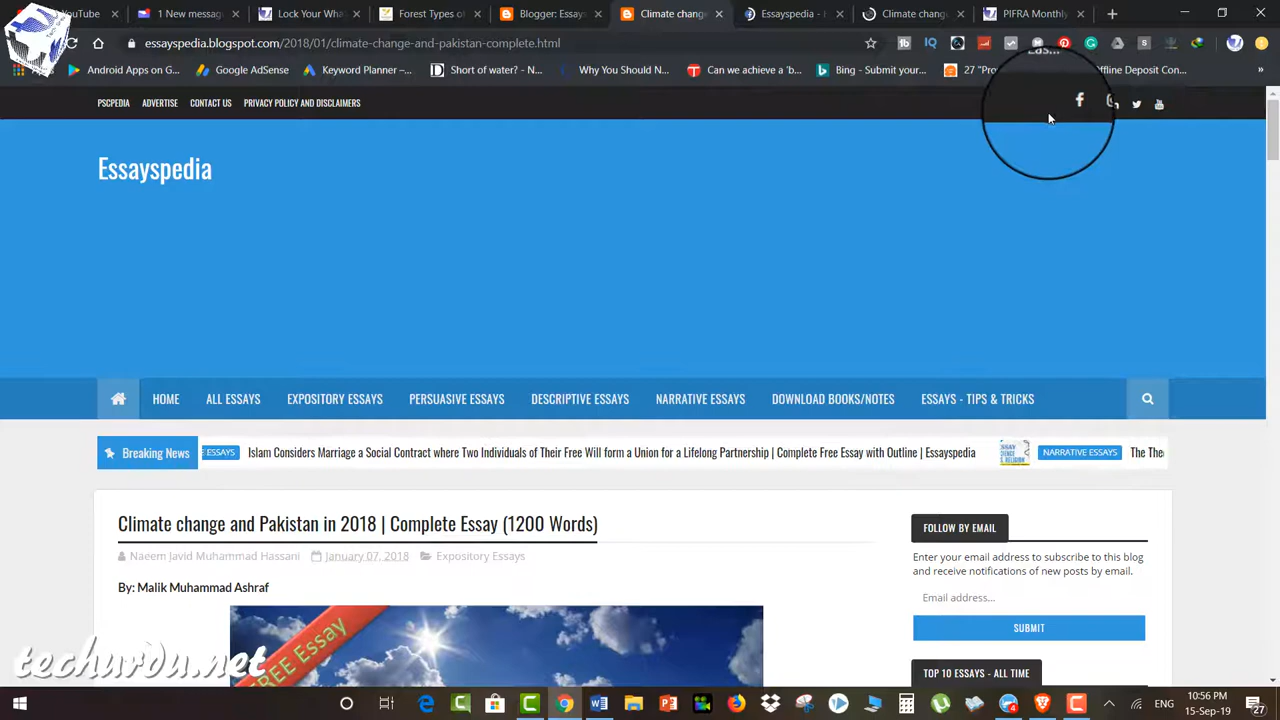 YouTube
1 New messag
Lock Your Wha
Forest Types
Blogger: Essay
Climate chang
Essayspedia -
Climate chang
PIFRA Monthly
essayspedia.blogspot.com/2018/01/climate-change-and-pakistan-complete.html
Android Apps on G...
Google AdSense
Keyword Planner –...
Short of water? - N...
Why You Should N...
Can we achieve a 'b...
Bing - Submit your...
27 "Pro
ffline Deposit Con...
»
PSCPEDIA ADVERTISE CONTACT US PRIVACY POLICY AND DISCLAIMERS
Essayspedia
HOME ALL ESSAYS EXPOSITORY ESSAYS PERSUASIVE ESSAYS DESCRIPTIVE ESSAYS NARRATIVE ESSAYS DOWNLOAD BOOKS/NOTES ESSAYS - TIPS & TRICKS
Breaking News
E ESSAYS Islam Considers Marriage a Social Contract where Two Individuals of Their Free Will form a Union for a Lifelong Partnership | Complete Free Essay with Outline | Essayspedia
NARRATIVE ESSAYS The The
Climate change and Pakistan in 2018 | Complete Essay (1200 Words)
Naeem Javid Muhammad Hassani January 07, 2018 Expository Essays
By: Malik Muhammad Ashraf
FREE Essay
FOLLOW BY EMAIL
Enter your email address to subscribe to this blog
and receive notifications of new posts by email.
Email address...
SUBMIT
TOP 10 ESSAYS - ALL TIME
techurdu.net
ENG
10:56 PM
15-Sep-19
27